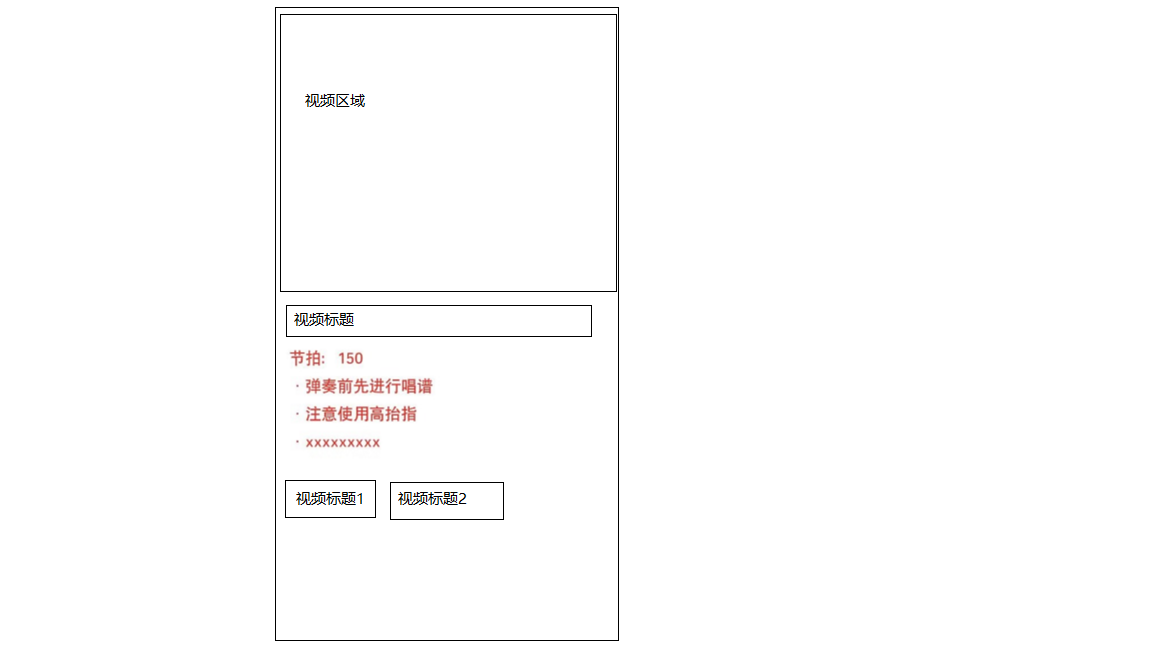 视频区域
视频标题
节拍: 150
· 弹奏前先进行唱谱
· 注意使用高抬指
· xxxxxxxxx
视频标题1 视频标题2